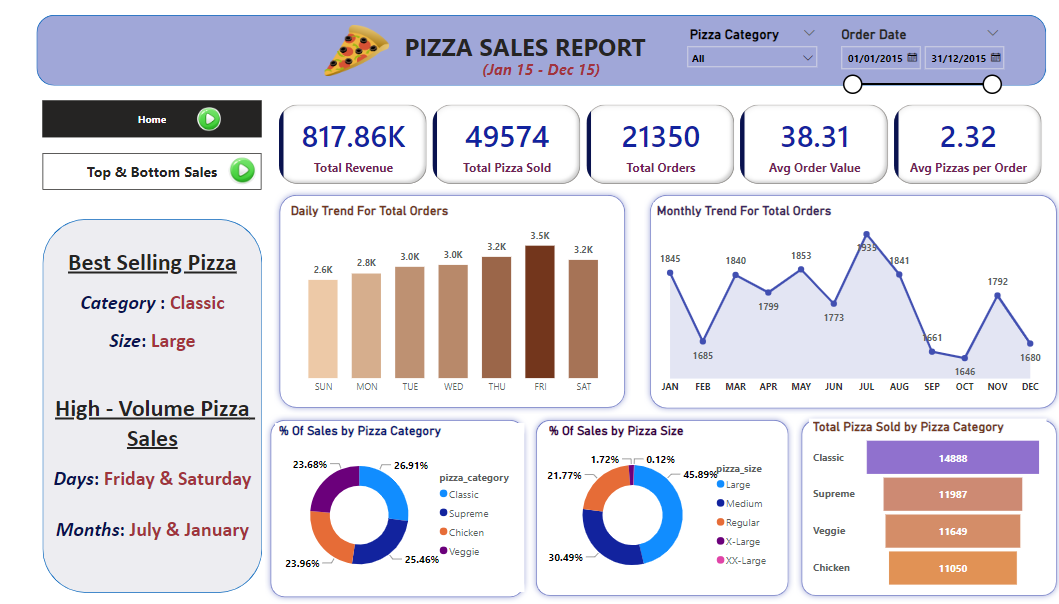 PIZZA SALES REPORT
(Jan 15 - Dec 15)
Pizza Category
All
Order Date
01/01/2015
31/12/2015
Home
Top & Bottom Sales
817.86K
Total Revenue
49574
Total Pizza Sold
21350
Total Orders
38.31
Avg Order Value
2.32
Avg Pizzas per Order
Best Selling Pizza
Category : Classic
Size: Large
High - Volume Pizza
Sales
Days: Friday & Saturday
Months: July & January
Daily Trend For Total Orders
2.6K
2.8K
3.0K
3.0K
3.2K
3.5K
3.2K
SUN
MON
TUE
WED
THU
FRI
SAT
Monthly Trend For Total Orders
1845
1685
1840
1799
1853
1773
1935
1841
1661
1646
1792
1680
JAN
FEB
MAR
APR
MAY
JUN
JUL
AUG
SEP
OCT
NOV
DEC
% Of Sales by Pizza Category
23.68%
26.91%
23.96%
25.46%
pizza_category
Classic
Supreme
Chicken
Veggie
% Of Sales by Pizza Size
1.72%
0.12%
21.77%
45.89%
30.49%
pizza_size
Large
Medium
Regular
X-Large
XX-Large
Total Pizza Sold by Pizza Category
Classic
14888
Supreme
11987
Veggie
11649
Chicken
11050